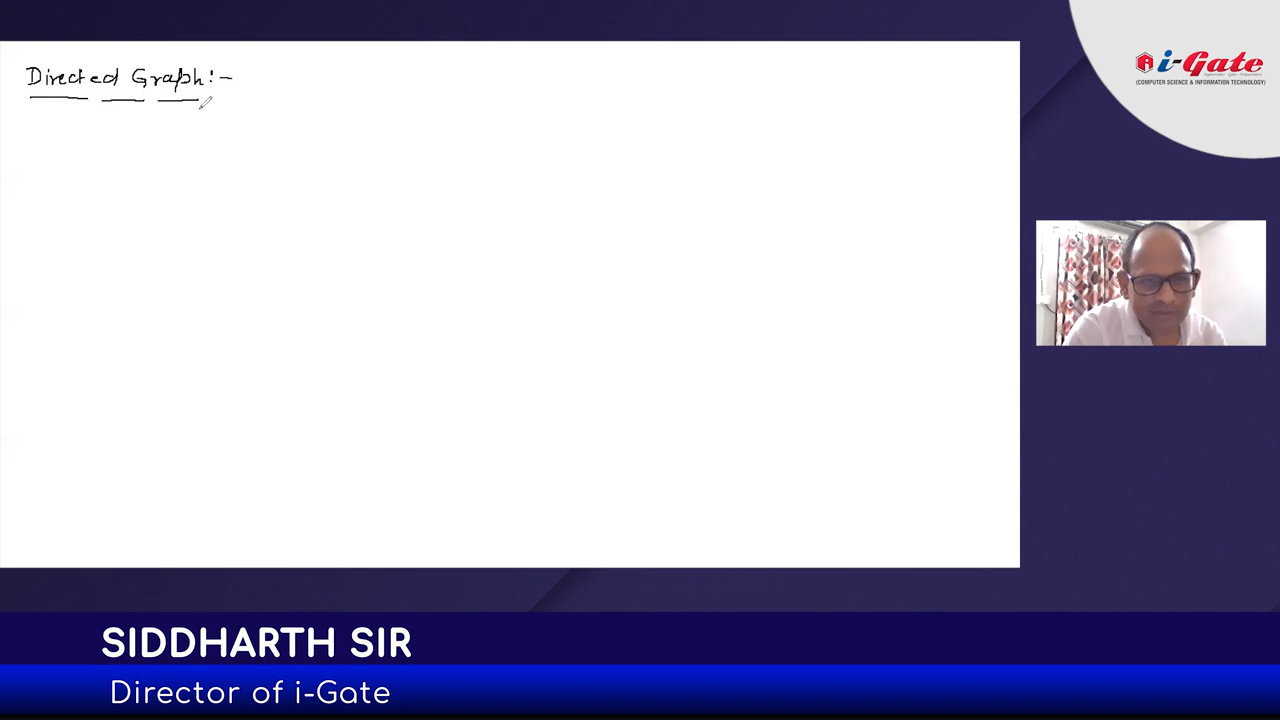 Directed Graph:-
i-Gate
(COMPUTER SCIENCE & INFORMATION TECHNOLOGY)
SIDDHARTH SIR
Director of i-Gate